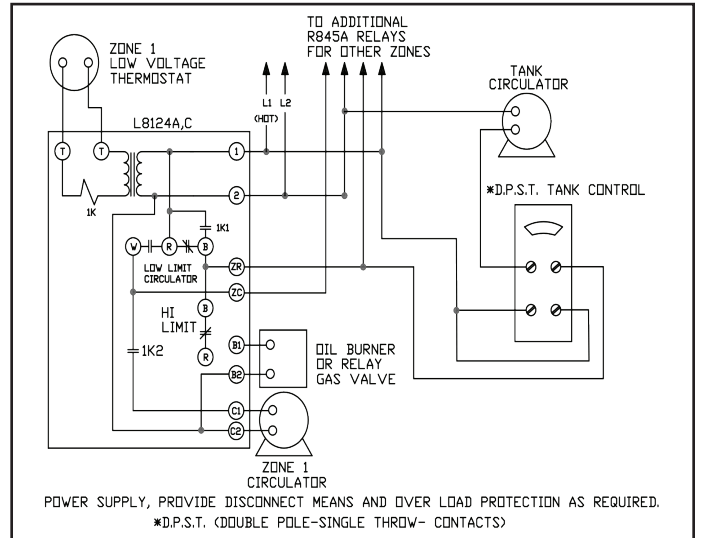 TO ADDITIONAL
R845A RELAYS
FOR OTHER ZONES
ZONE 1
LOW VOLTAGE
THERMOSTAT
TANK
CIRCULATOR
L1 L2
(HOT)
L8124A,C
T T 1
*D.P.S.T. TANK CONTROL
2
1K
1K1
W R B
LOW LIMIT
CIRCULATOR
ZR
ZC
B
HI
LIMIT
R
1K2
B1
B2
OIL BURNER
OR RELAY
GAS VALVE
C1
C2
ZONE 1
CIRCULATOR
POWER SUPPLY, PROVIDE DISCONNECT MEANS AND OVER LOAD PROTECTION AS REQUIRED.
*D.P.S.T. (DOUBLE POLE-SINGLE THROW- CONTACTS)